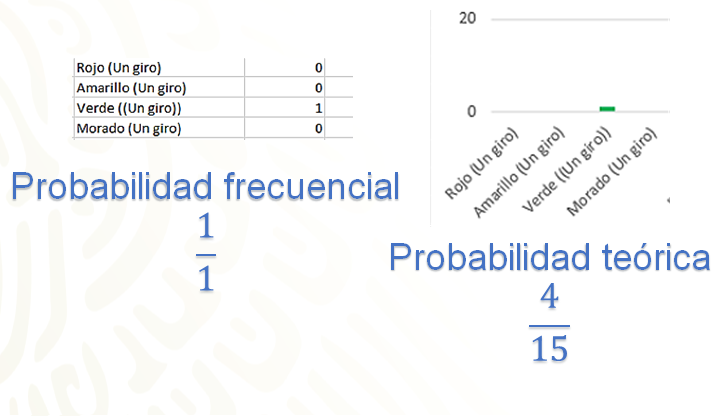 Rojo (Un giro) 0
Amarillo (Un giro) 0
Verde ((Un giro)) 1
Morado (Un giro) 0
Probabilidad frecuencial
1
1
20
0
Rojo (Un giro)
Amarillo (Un giro)
Verde ((Un giro))
Morado (Un giro)
Probabilidad teórica
4
15